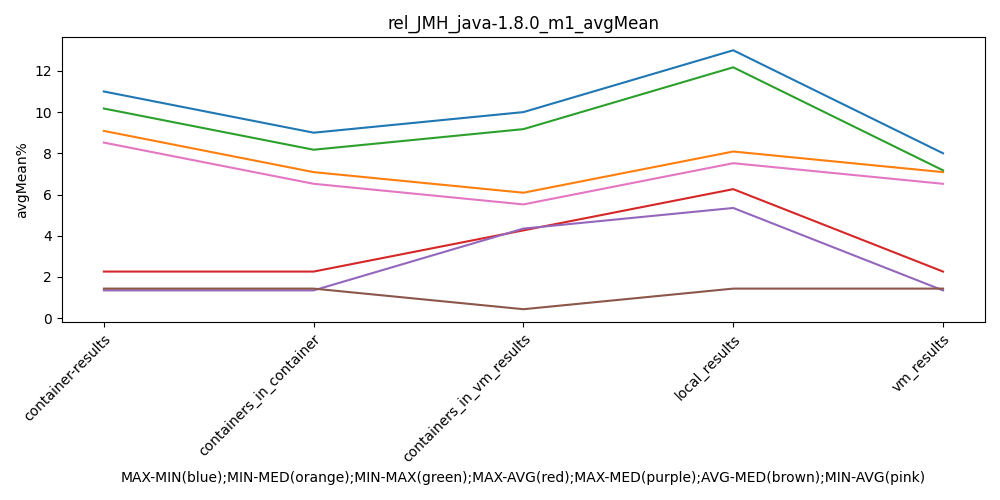 rel_JMH_java-1.8.0_m1_avgMean
avgMean%
12
10
8
6
4
2
0
container-results
containers_in_container
containers_in_vm_results
local_results
vm_results
MAX-MIN(blue);MIN-MED(orange);MIN-MAX(green);MAX-AVG(red);MAX-MED(purple);AVG-MED(brown);MIN-AVG(pink)